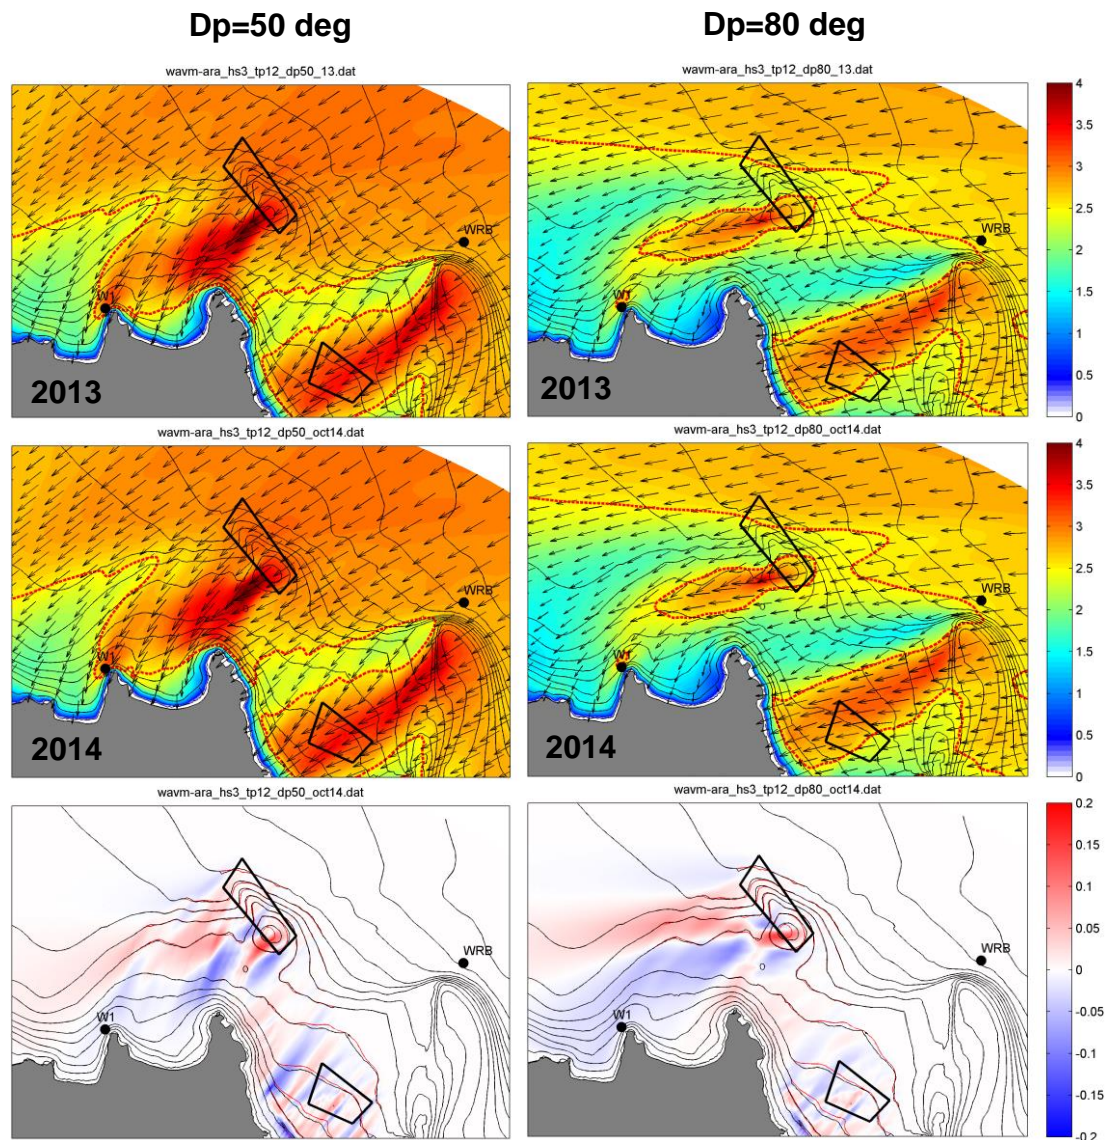 Dp=50 deg
Dp=80 deg
wavm-ara_hs3_tp12_dp50_13.dat
wavm-ara_hs3_tp12_dp80_13.dat
WRB
W1
2013
WRB
W1
2013
4
3.5
3
2.5
2
1.5
1
0.5
0
wavm-ara_hs3_tp12_dp50_oct14.dat
wavm-ara_hs3_tp12_dp80_oct14.dat
WRB
W1
2014
WRB
W1
2014
0
4
3.5
3
2.5
2
1.5
1
0.5
0
wavm-ara_hs3_tp12_dp50_oct14.dat
wavm-ara_hs3_tp12_dp80_oct14.dat
WRB
W1
0
WRB
W1
0
0.2
0.15
0.1
0.05
0
-0.05
-0.1
-0.15
-0.2